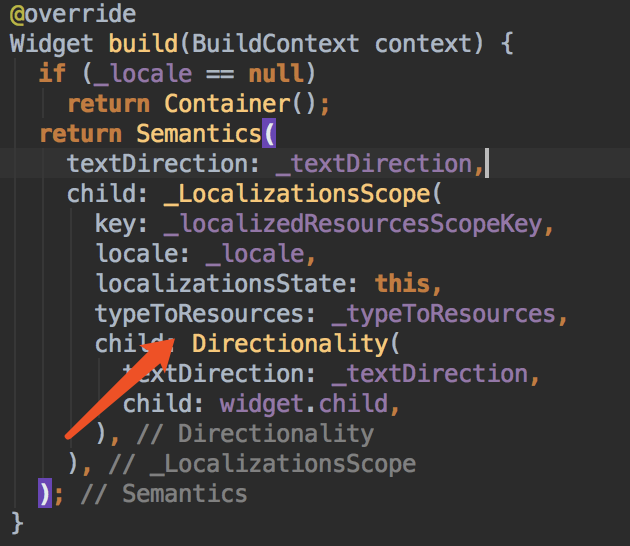 @override
Widget build(BuildContext context) {
  if (_locale == null)
    return Container();
  return Semantics(
    textDirection: _textDirection,
    child: _LocalizationsScope(
      key: _localizedResourcesScopeKey,
      locale: _locale,
      localizationsState: this,
      typeToResources: _typeToResources,
      child: Directionality(
        textDirection: _textDirection,
        child: widget.child,
      ), // Directionality
    ), // _LocalizationsScope
  ); // Semantics
}